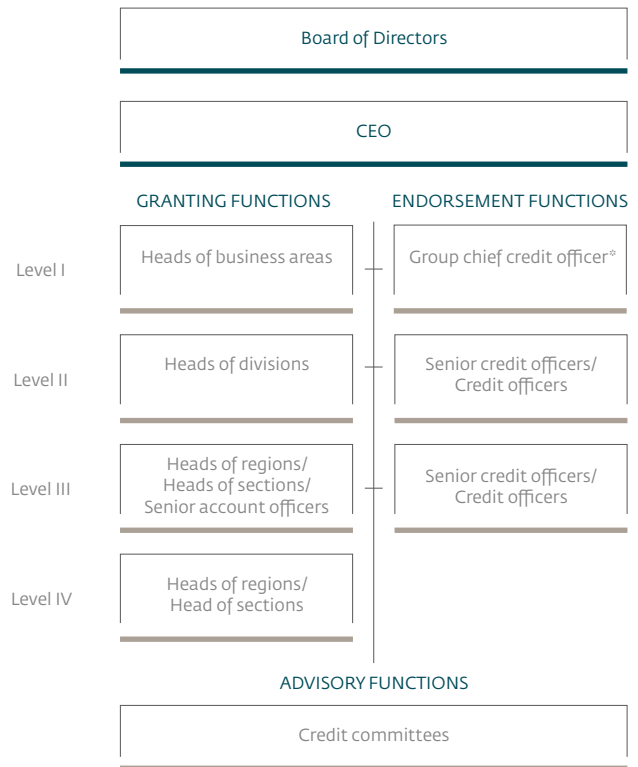 Board of Directors
CEO
GRANTING FUNCTIONS
ENDORSEMENT FUNCTIONS
Level I
Heads of business areas
Group chief credit officer*
Level II
Heads of divisions
Senior credit officers/
Credit officers
Level III
Heads of regions/
Heads of sections/
Senior account officers
Senior credit officers/
Credit officers
Level IV
Heads of regions/
Head of sections
ADVISORY FUNCTIONS
Credit committees